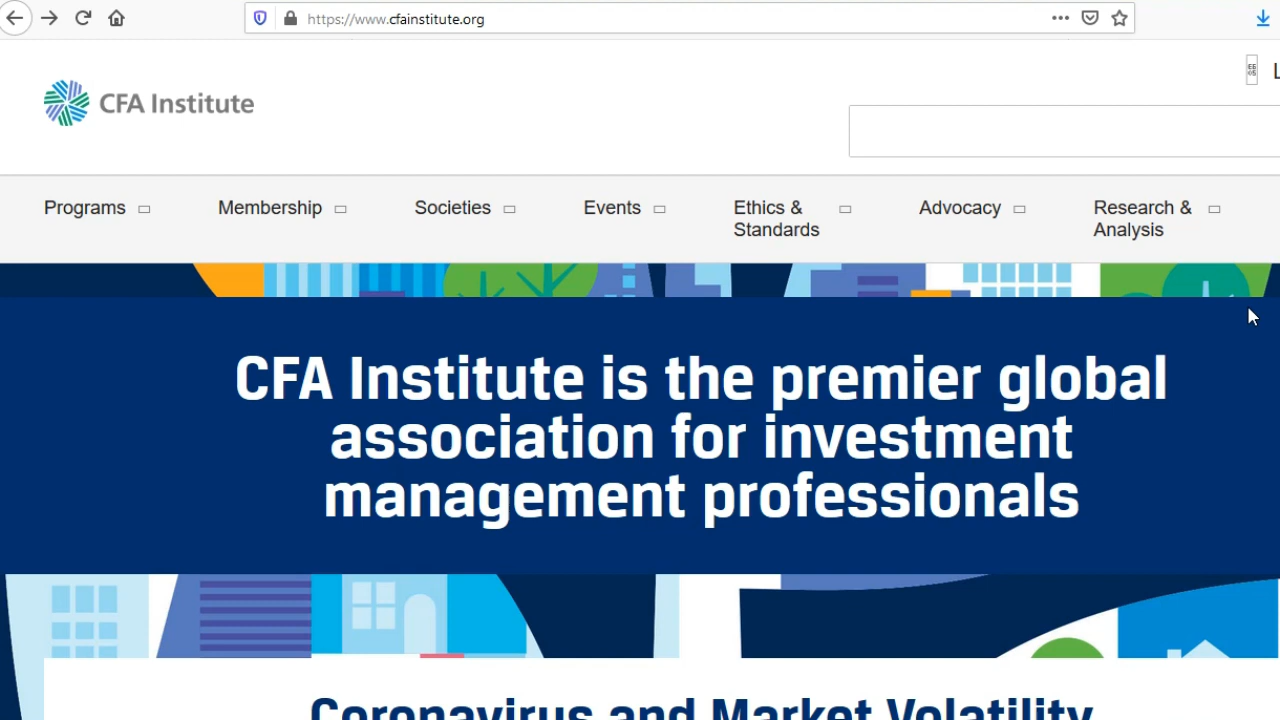 https://www.cfainstitute.org
CFA Institute
Programs
Membership
Societies
Events
Ethics &
Standards
Advocacy
Research &
Analysis
CFA Institute is the premier global
association for investment
management professionals
Coronavirus and Market Volatility